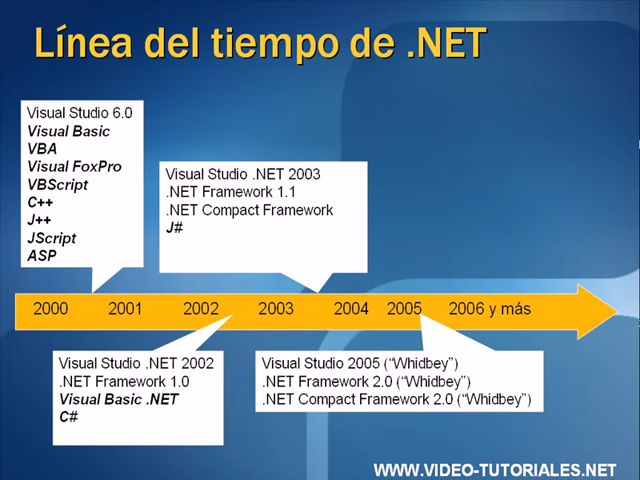 Línea del tiempo de .NET
Visual Studio 6.0
Visual Basic
VBA
Visual FoxPro
VBScript
C++
J++
JScript
ASP
Visual Studio .NET 2003
.NET Framework 1.1
.NET Compact Framework
J#
2000 2001 2002 2003 2004 2005 2006 y más
Visual Studio .NET 2002
.NET Framework 1.0
Visual Basic .NET
C#
Visual Studio 2005 (“Whidbey”)
.NET Framework 2.0 (“Whidbey”)
.NET Compact Framework 2.0 (“Whidbey”)
WWW.VIDEO-TUTORIALES.NET